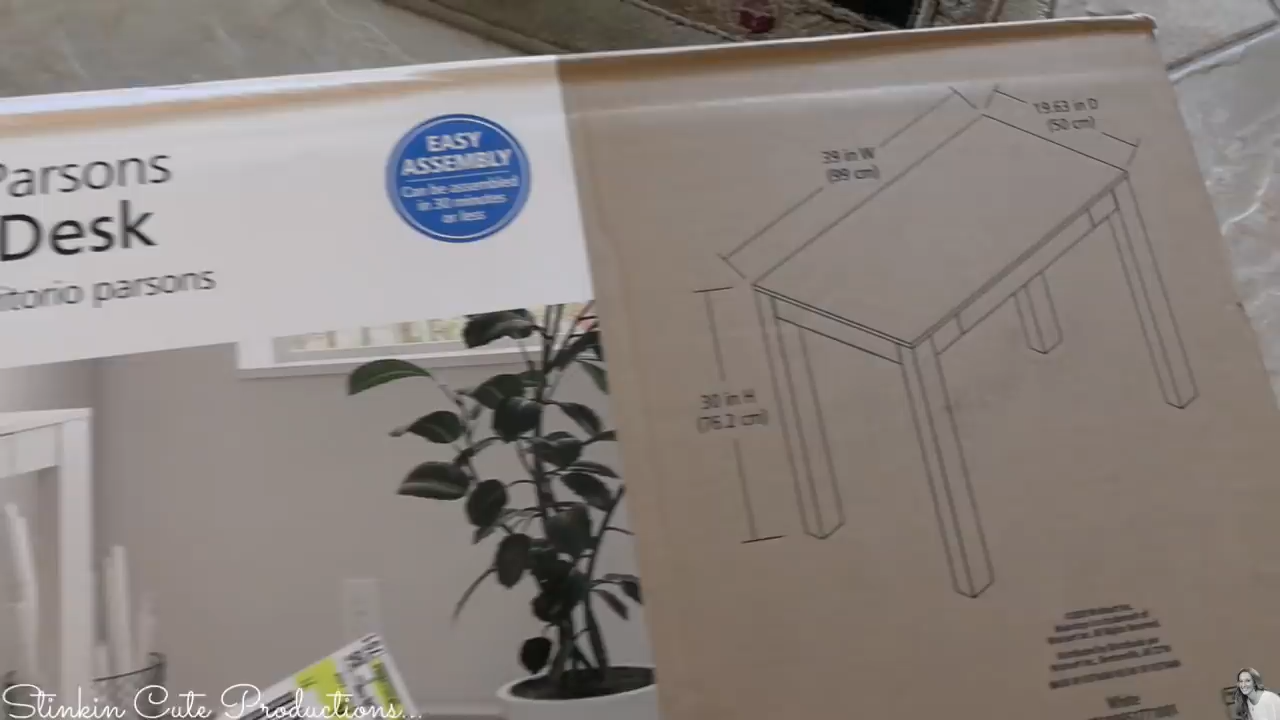 Parsons
Desk
itorio parsons
EASY
ASSEMBLY
Can be assembled
in 30 minutes
or less
39 in W
(99 cm)
19.63 in D
(50 cm)
30 in H
(76.2 cm)
White
Stinkin Cute Productions...